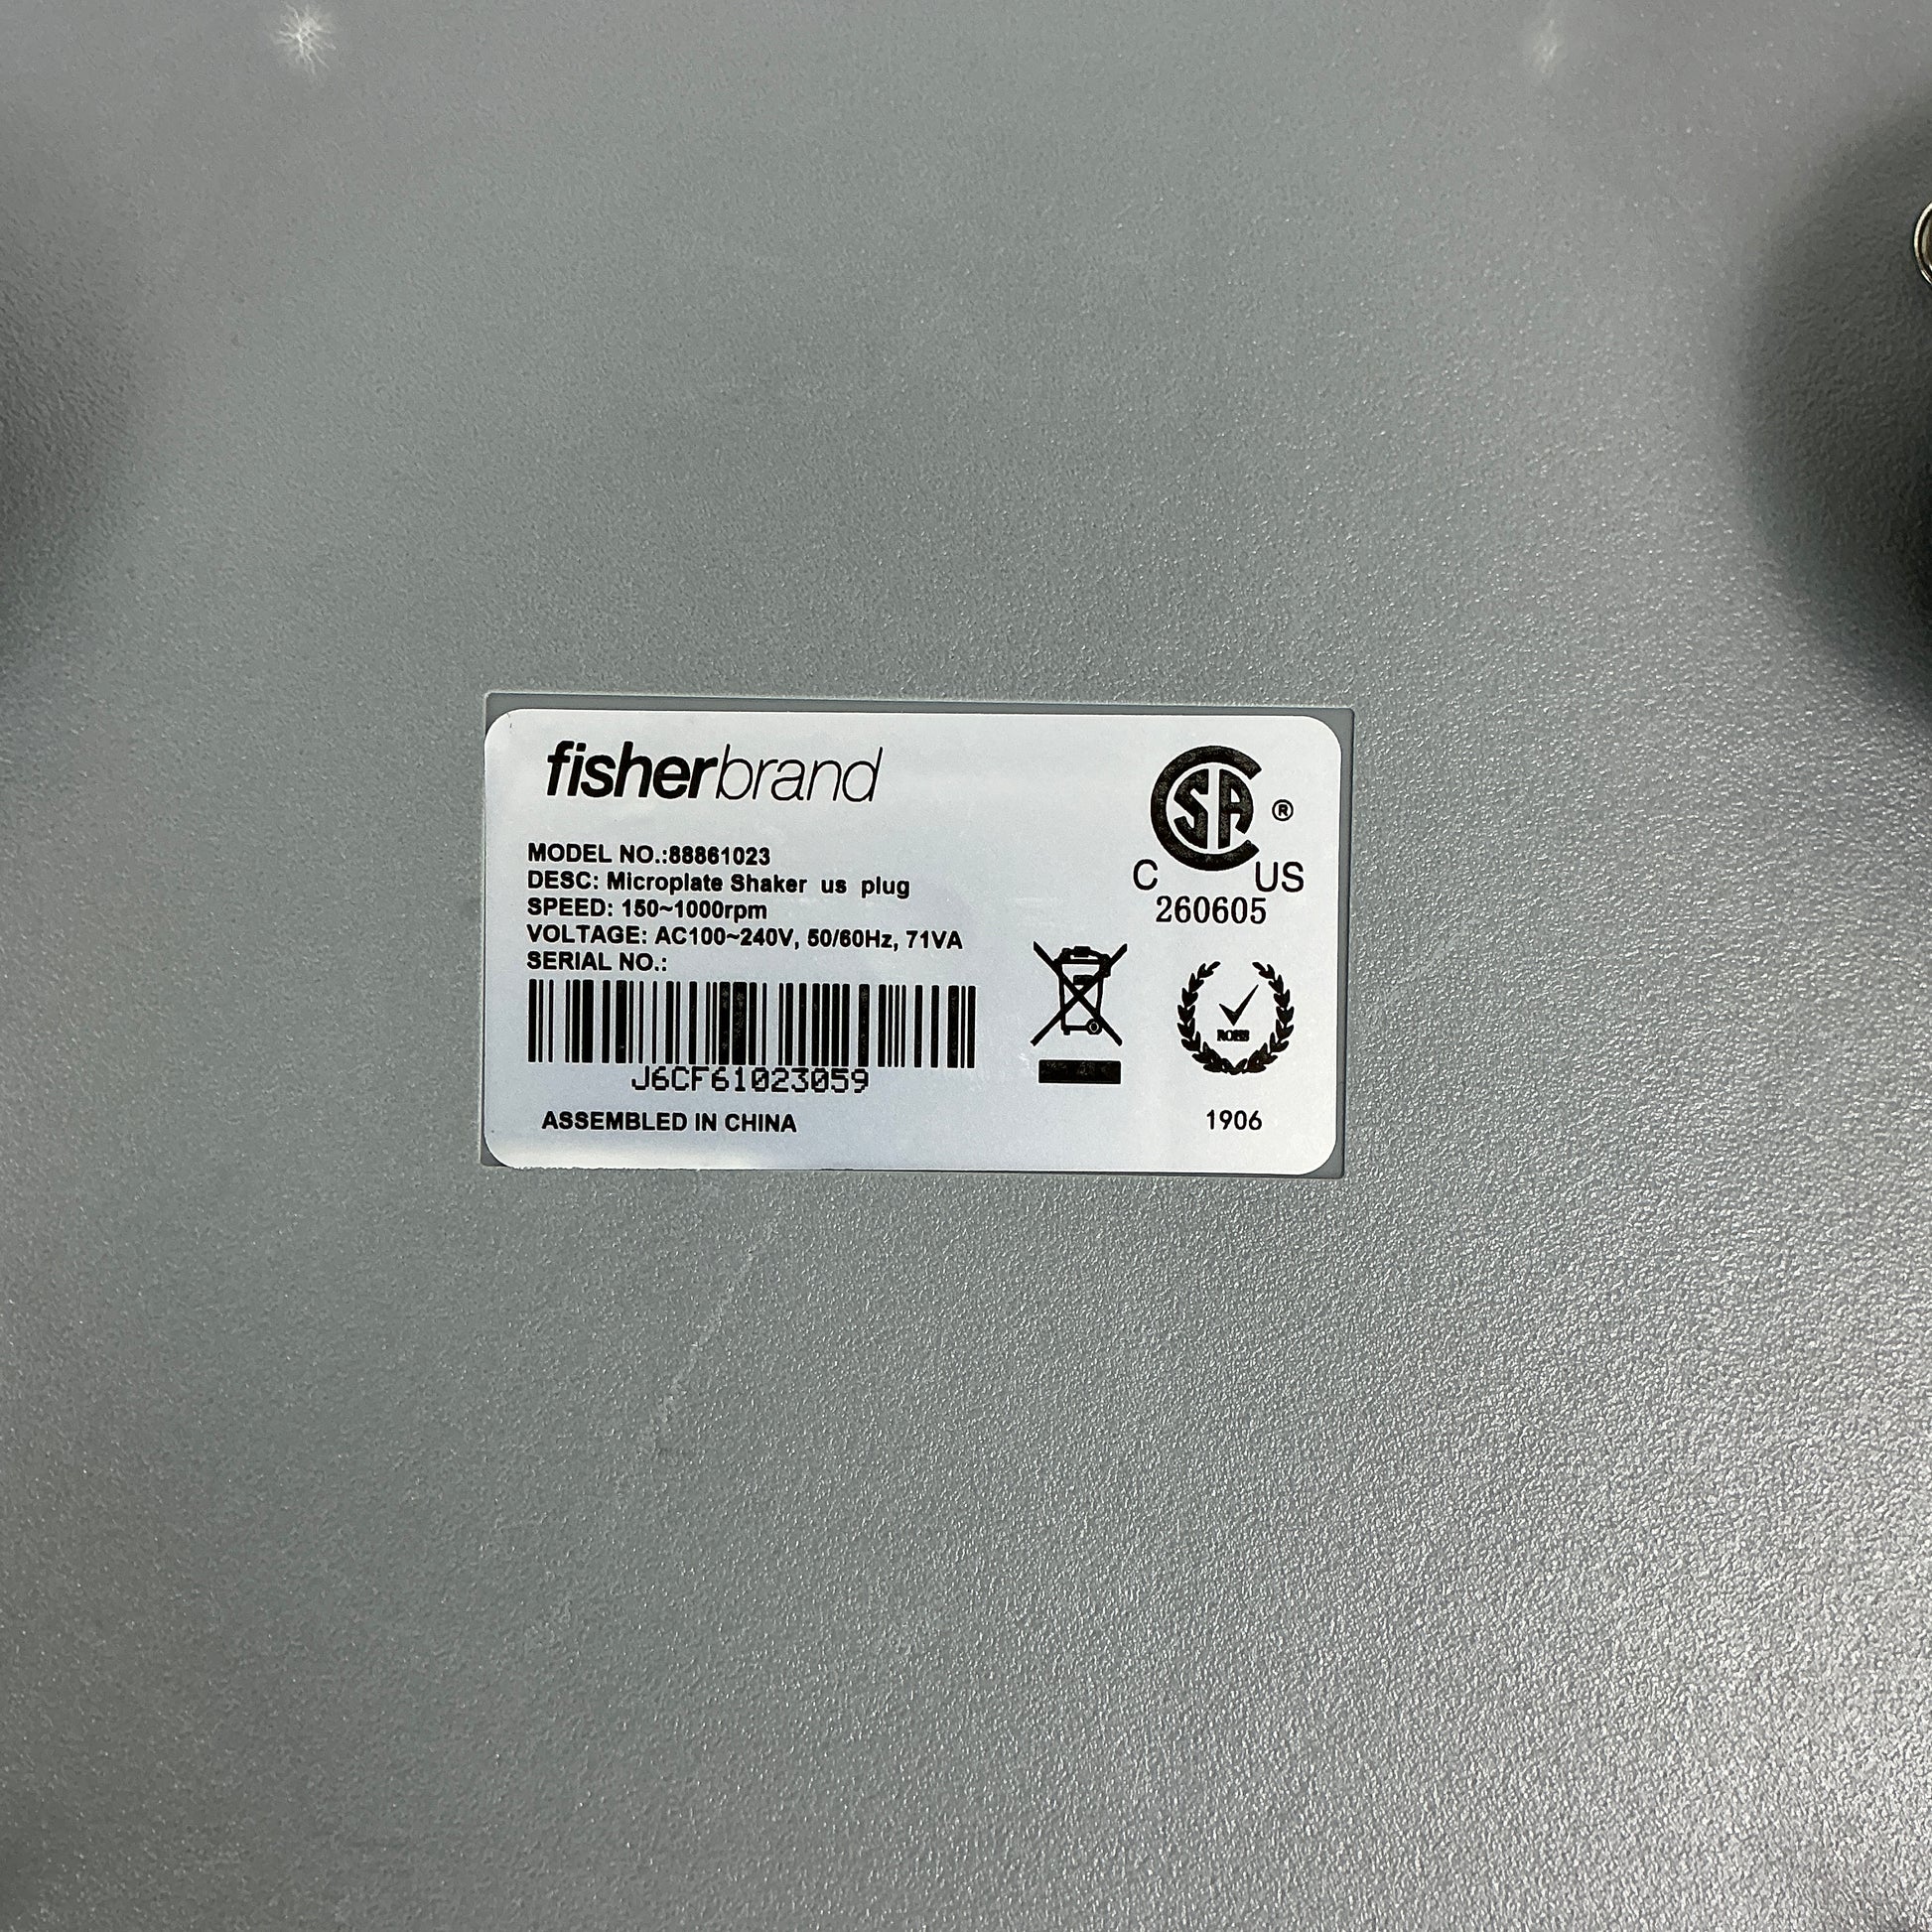 fisherbrand
CSA ®
C US
260605
MODEL NO.:88861023
DESC: Microplate Shaker us plug
SPEED: 150~1000rpm
VOLTAGE: AC100~240V, 50/60Hz, 71VA
SERIAL NO.:
J6CF61023059
ROHS
ASSEMBLED IN CHINA
1906